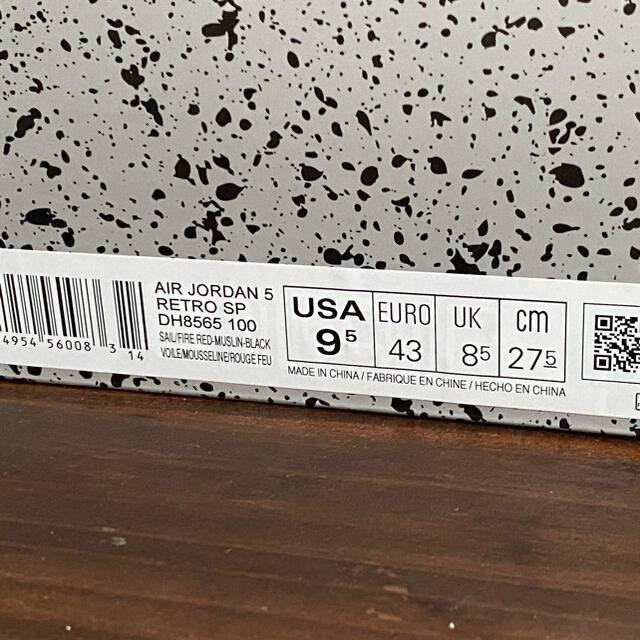 4954 56008 3 14
AIR JORDAN 5
RETRO SP
DH8565 100
SAIL/FIRE RED-MUSLIN-BLACK
VOILE/MOUSSELINE/ROUGE FEU
USA EURO UK cm
9⁵ 43 8⁵ 27⁵
MADE IN CHINA / FABRIQUE EN CHINE / HECHO EN CHINA